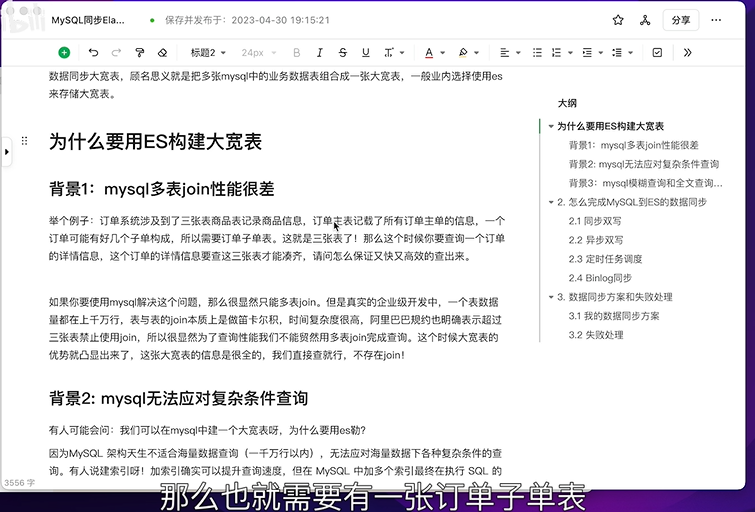 MySQL同步Ela...
保存并发布于：2023-04-30 19:15:21
分享
标题2
24px
数据同步大宽表，顾名思义就是把多张mysql中的业务数据表组合成一张大宽表，一般业内选择使用es
来存储大宽表。
为什么要用ES构建大宽表
背景1：mysql多表join性能很差
举个例子：订单系统涉及到了三张表商品表记录商品信息，订单主表记载了所有订单主单的信息，一个
订单可能有好几个子单构成，所以需要订单子单表。这就是三张表了！那么这个时候你要查询一个订单
的详情信息，这个订单的详情信息要查这三张表才能凑齐，请问怎么保证又快又高效的查出来。
如果你要使用mysql解决这个问题，那么很显然只能多表join。但是真实的企业级开发中，一个表数据
量都在上千万行，表与表的join本质上是做笛卡尔积，时间复杂度很高，阿里巴巴规约也明确表示超过
三张表禁止使用join，所以很显然为了查询性能我们不能贸然用多表join完成查询。这个时候大宽表的
优势就凸显出来了，这张大宽表的信息是很全的，我们直接查就行，不存在join！
背景2: mysql无法应对复杂条件查询
有人可能会问：我们可以在mysql中建一个大宽表呀，为什么要用es勒？
因为MySQL 架构天生不适合海量数据查询（一千万行以内），无法应对海量数据下各种复杂条件的查
询。有人说建索引呀！加索引确实可以提升查询速度，但在 MySQL 中加多个索引最终在执行 SQL 的
3556 字
大纲
为什么要用ES构建大宽表
背景1：mysql多表join性能很差
背景2: mysql无法应对复杂条件查询
背景3：mysql模糊查询和全文查询...
2. 怎么完成MySQL到ES的数据同步
2.1 同步双写
2.2 异步双写
2.3 定时任务调度
2.4 Binlog同步
3. 数据同步方案和失败处理
3.1 我的数据同步方案
3.2 失败处理
那么也就需要有一张订单子单表